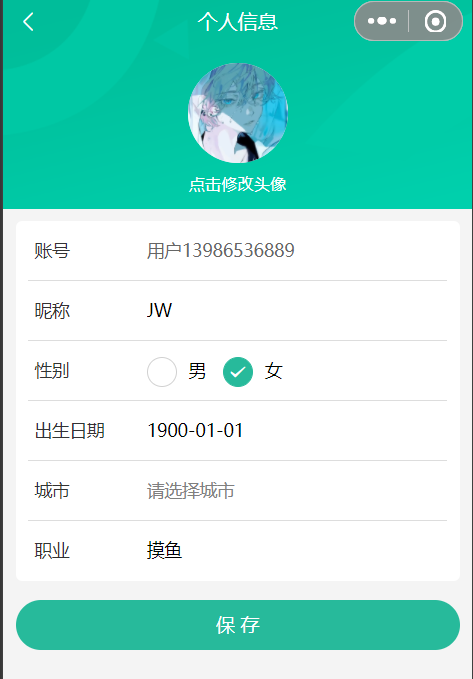 个人信息
点击修改头像
账号 用户13986536889
昵称 JW
性别 男 女
出生日期 1900-01-01
城市 请选择城市
职业 摸鱼
保存